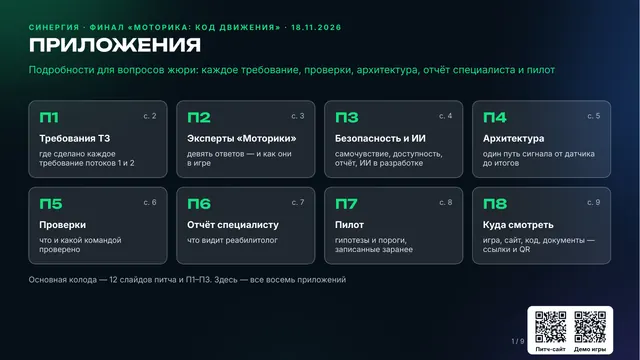 СИНЕРГИЯ · ФИНАЛ «МОТОРИКА: КОД ДВИЖЕНИЯ» · 18.11.2026
ПРИЛОЖЕНИЯ
Подробности для вопросов жюри: каждое требование, проверки, архитектура, отчёт специалиста и пилот
П1 с. 2
Требования ТЗ
где сделано каждое
требование потоков 1 и 2
П2 с. 3
Эксперты «Моторики»
девять ответов — и как они
в игре
П3 с. 4
Безопасность и ИИ
самочувствие, доступность,
отчёт, ИИ в разработке
П4 с. 5
Архитектура
один путь сигнала от датчика
до итогов
П5 с. 6
Проверки
что и какой командой
проверено
П6 с. 7
Отчёт специалисту
что видит реабилитолог
П7 с. 8
Пилот
гипотезы и пороги,
записанные заранее
П8 с. 9
Куда смотреть
игра, сайт, код, документы —
ссылки и QR
Основная колода — 12 слайдов питча и П1–П3. Здесь — все восемь приложений
1 / 9
Питч-сайт Демо игры